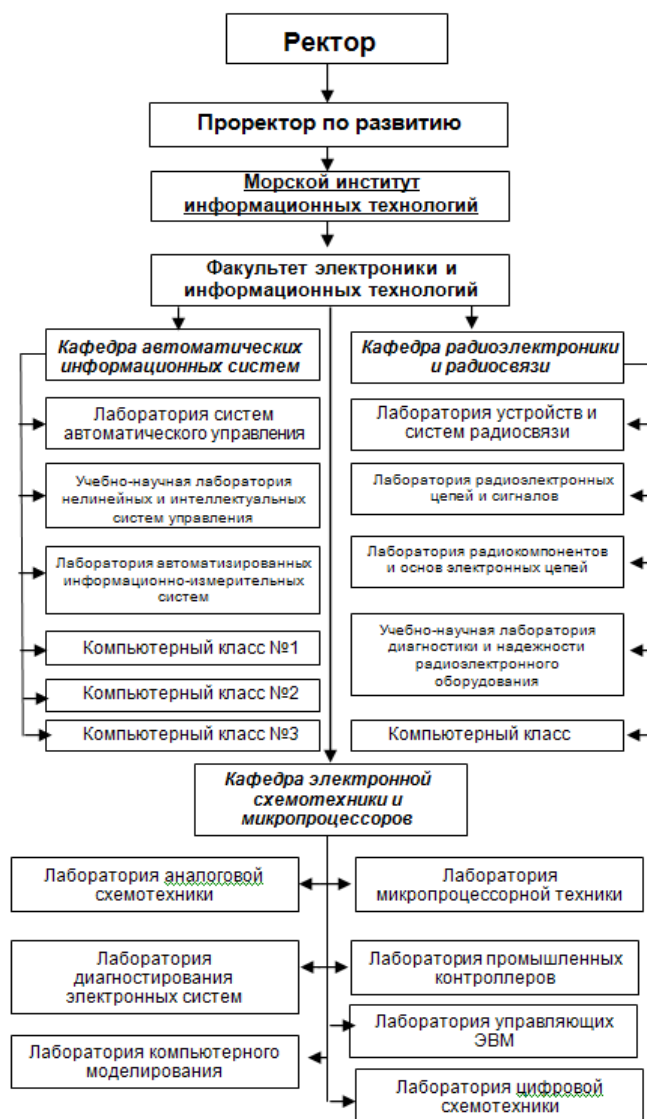 Ректор
Проректор по развитию
Морской институт
информационных технологий
Факультет электроники и
информационных технологий
Кафедра автоматических
информационных систем
Лаборатория систем
автоматического управления
Учебно-научная лаборатория
нелинейных и интеллектуальных
систем управления
Лаборатория автоматизированных
информационно-измерительных
систем
Компьютерный класс №1
Компьютерный класс №2
Компьютерный класс №3
Кафедра радиоэлектроники
и радиосвязи
Лаборатория устройств и
систем радиосвязи
Лаборатория радиоэлектронных
цепей и сигналов
Лаборатория радиокомпонентов
и основ электронных цепей
Учебно-научная лаборатория
диагностики и надежности
радиоэлектронного
оборудования
Компьютерный класс
Кафедра электронной
схемотехники и
микропроцессоров
Лаборатория аналоговой
схемотехники
Лаборатория
диагностирования
электронных систем
Лаборатория компьютерного
моделирования
Лаборатория
микропроцессорной техники
Лаборатория промышленных
контроллеров
Лаборатория управляющих
ЭВМ
Лаборатория цифровой
схемотехники